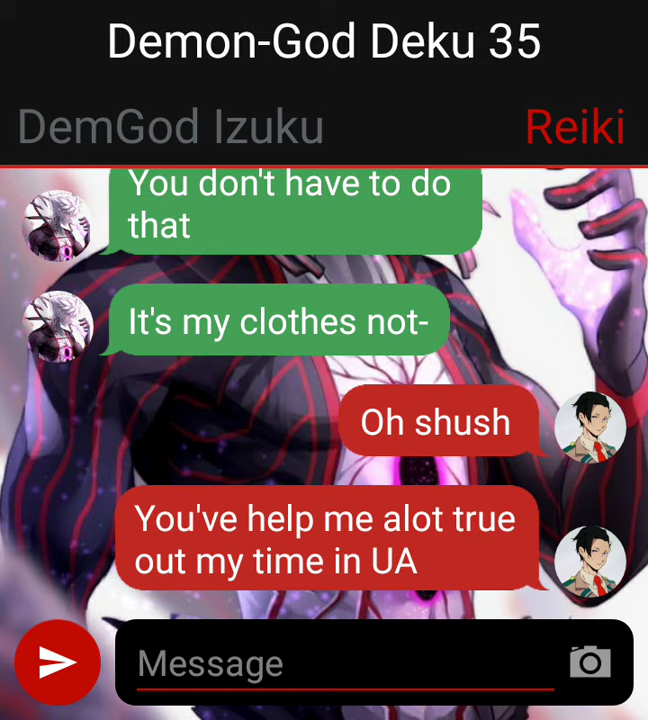 Demon-God Deku 35
DemGod Izuku
Reiki
You don't have to do
that
It's my clothes not-
Oh shush
You've help me alot true
out my time in UA
Message